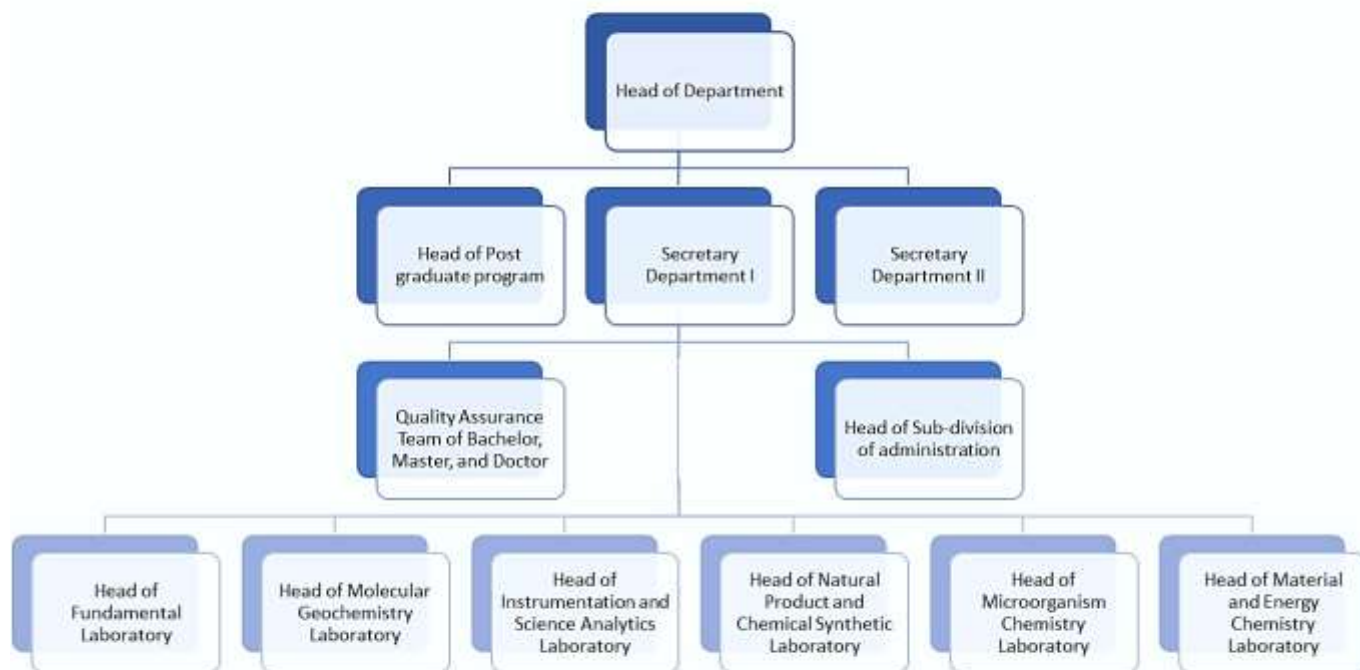 Head of Department
Head of Post
graduate program
Secretary
Department I
Secretary
Department II
Quality Assurance
Team of Bachelor,
Master, and Doctor
Head of Sub-division
of administration
Head of
Fundamental
Laboratory
Head of Molecular
Geochemistry
Laboratory
Head of
Instrumentation and
Science Analytics
Laboratory
Head of Natural
Product and
Chemical Synthetic
Laboratory
Head of
Microorganism
Chemistry
Laboratory
Head of Material
and Energy
Chemistry
Laboratory